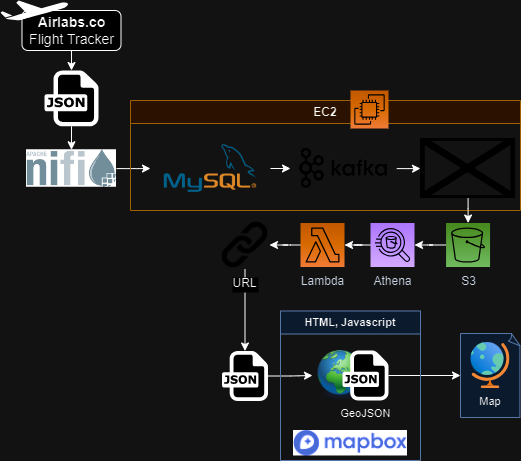 Airlabs.co
Flight Tracker
JSON
APACHE
nifi
EC2
MySQL
kafka
URL
Lambda
Athena
S3
HTML, Javascript
JSON
JSON
GeoJSON
Map
mapbox